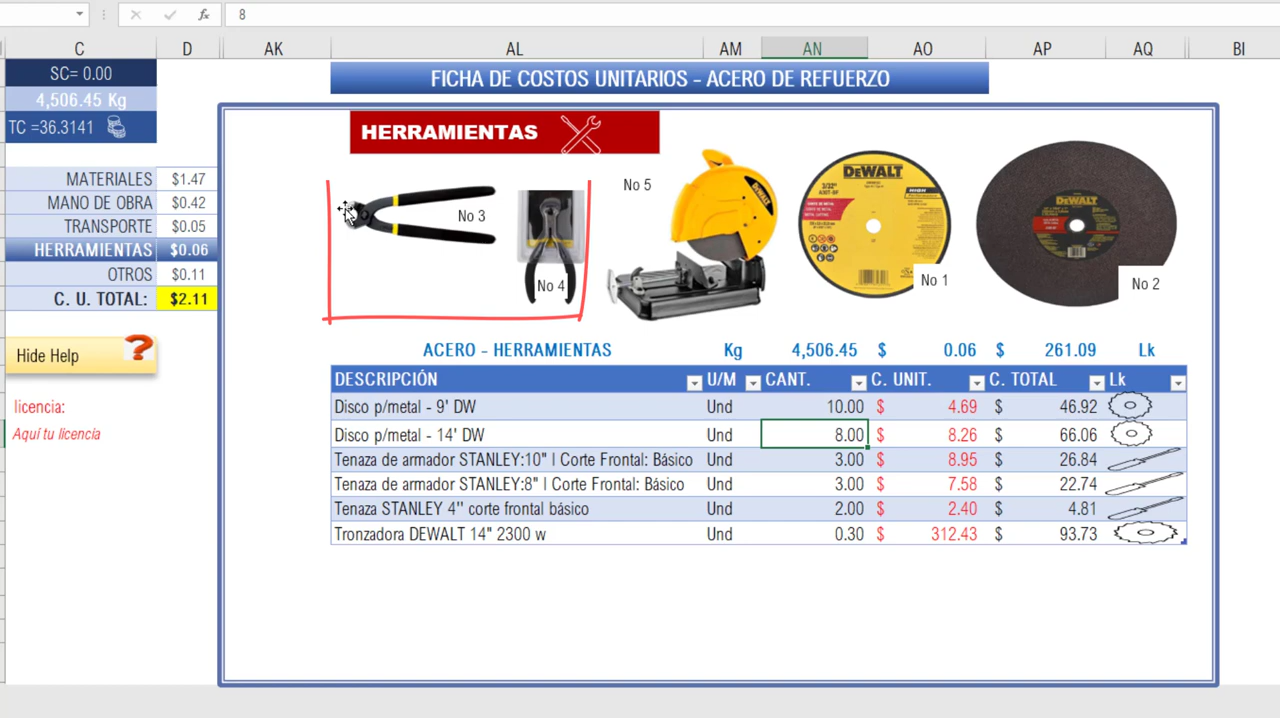 8
C D AK AL AM AN AO AP AQ BI
SC= 0.00
4,506.45 Kg
TC =36.3141
MATERIALES $1.47
MANO DE OBRA $0.42
TRANSPORTE $0.05
HERRAMIENTAS $0.06
OTROS $0.11
C. U. TOTAL: $2.11
Hide Help
licencia:
Aquí tu licencia
FICHA DE COSTOS UNITARIOS - ACERO DE REFUERZO
HERRAMIENTAS
No 3
No 4
No 5
DEWALT
3/32"
No 1
DEWALT
No 2
ACERO - HERRAMIENTAS Kg 4,506.45 $ 0.06 $ 261.09 Lk
DESCRIPCIÓN U/M CANT. C. UNIT. C. TOTAL Lk
Disco p/metal - 9' DW Und 10.00 $ 4.69 $ 46.92
Disco p/metal - 14' DW Und 8.00 $ 8.26 $ 66.06
Tenaza de armador STANLEY:10" | Corte Frontal: Básico Und 3.00 $ 8.95 $ 26.84
Tenaza de armador STANLEY:8" | Corte Frontal: Básico Und 3.00 $ 7.58 $ 22.74
Tenaza STANLEY 4'' corte frontal básico Und 2.00 $ 2.40 $ 4.81
Tronzadora DEWALT 14" 2300 w Und 0.30 $ 312.43 $ 93.73